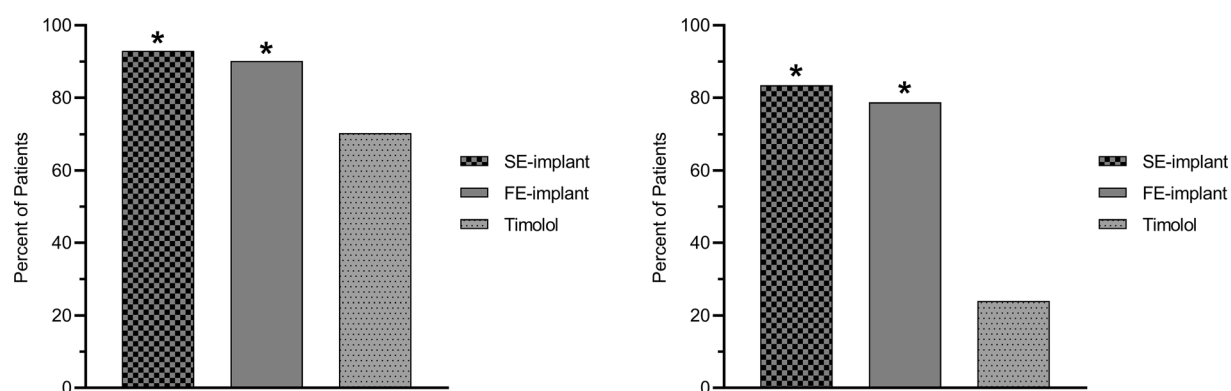 100
80
60
40
20
0
Percent of Patients
*
*
SE-implant
FE-implant
Timolol
100
80
60
40
20
0
Percent of Patients
*
*
SE-implant
FE-implant
Timolol